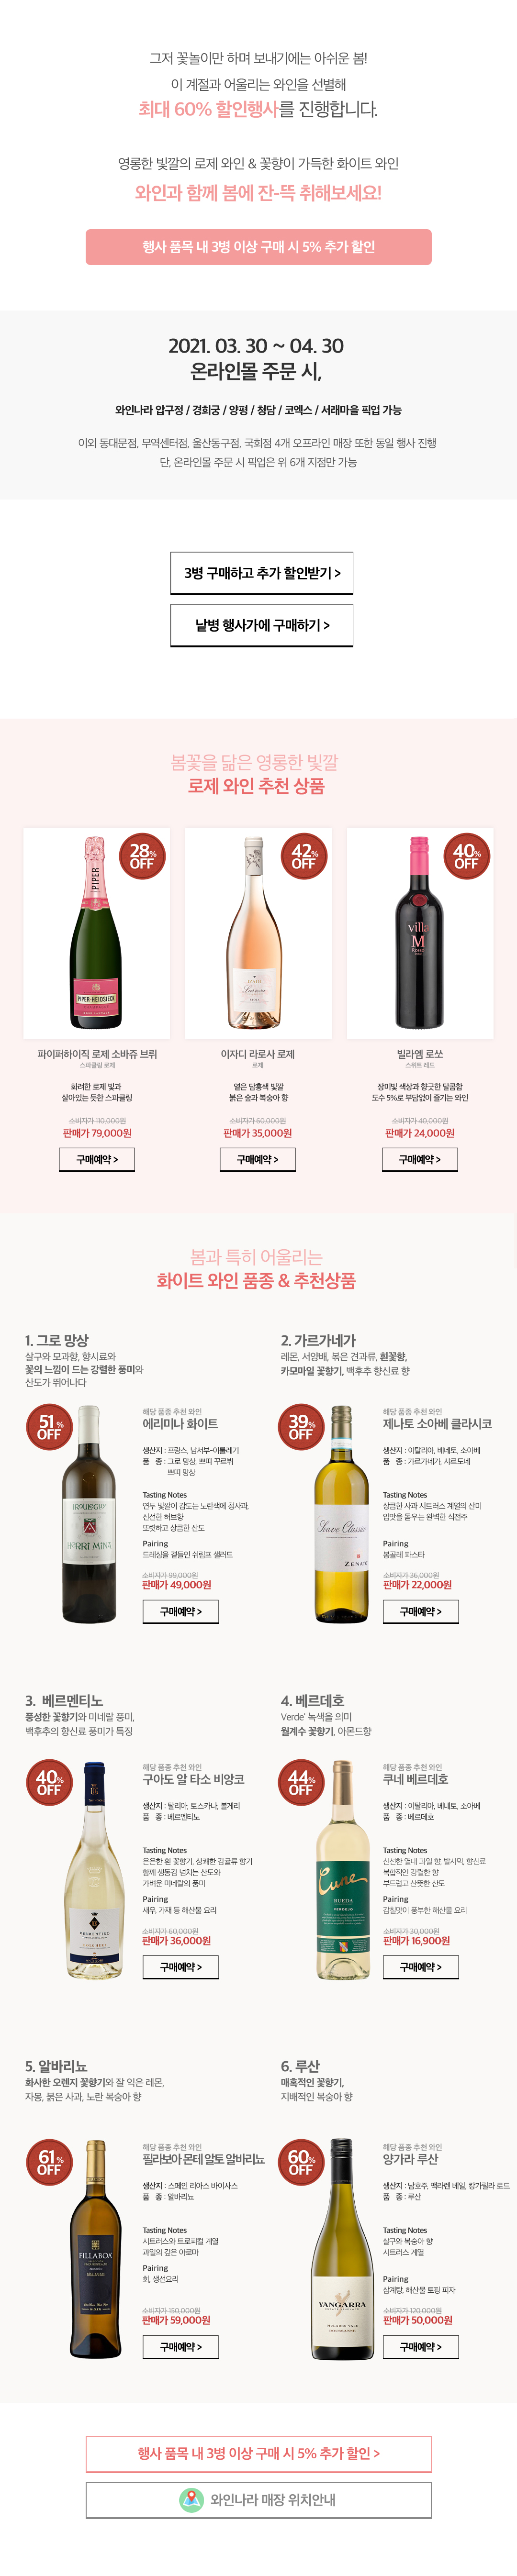 그저 꽃놀이만 하며 보내기에는 아쉬운 봄!
이 계절과 어울리는 와인을 선별해
최대 60% 할인행사를 진행합니다.
영롱한 빛깔의 로제 와인 & 꽃향이 가득한 화이트 와인
와인과 함께 봄에 잔-뜩 취해보세요!
행사 품목 내 3병 이상 구매 시 5% 추가 할인
2021. 03. 30 ~ 04. 30
온라인몰 주문 시,
와인나라 압구정 / 경희궁 / 양평 / 청담 / 코엑스 / 서래마을 픽업 가능
이외 동대문점, 무역센터점, 울산동구점, 국회점 4개 오프라인 매장 또한 동일 행사 진행
단, 온라인몰 주문 시 픽업은 위 6개 지점만 가능
3병 구매하고 추가 할인받기 >
낱병 행사가에 구매하기 >
봄꽃을 닮은 영롱한 빛깔
로제 와인 추천 상품
28% OFF
PIPER
PIPER-HEIDSIECK
파이퍼하이직 로제 소바쥬 브뤼
스파클링 로제
화려한 로제 빛과
살아있는 듯한 스파클링
소비자가 110,000원
판매가 79,000원
구매예약 >
42% OFF
이자디 라로사 로제
로제
옅은 담홍색 빛깔
붉은 숲과 복숭아 향
소비자가 60,000원
판매가 35,000원
구매예약 >
40% OFF
villa
M
빌라엠 로쏘
스위트 레드
장미빛 색상과 향긋한 달콤함
도수 5%로 부담없이 즐기는 와인
소비자가 40,000원
판매가 24,000원
구매예약 >
봄과 특히 어울리는
화이트 와인 품종 & 추천상품
1. 그로 망상
살구와 모과향, 향시료와
꽃의 느낌이 드는 강렬한 풍미와
산도가 뛰어나다
51% OFF
HERRI MINA
해당 품종 추천 와인
에리미나 화이트
생산지 : 프랑스, 남서부-이룰레기
품 종 : 그로 망상, 쁘띠 꾸르뷔
쁘띠 망상
Tasting Notes
연두 빛깔이 감도는 노란색에 청사과,
신선한 허브향
또렷하고 상큼한 산도
Pairing
드레싱을 곁들인 쉬림프 샐러드
소비자가 99,000원
판매가 49,000원
구매예약 >
2. 가르가네가
레몬, 서양배, 볶은 견과류, 흰꽃향,
카모마일 꽃향기, 백후추 향신료 향
39% OFF
Soave Classico
ZENATO
해당 품종 추천 와인
제나토 소아베 클라시코
생산지 : 이탈리아, 베네토, 소아베
품 종 : 가르가네가, 샤르도네
Tasting Notes
상큼한 사과 시트러스 계열의 산미
입맛을 돋우는 완벽한 식전주
Pairing
봉골레 파스타
소비자가 36,000원
판매가 22,000원
구매예약 >
3. 베르멘티노
풍성한 꽃향기와 미네랄 풍미,
백후추의 향신료 풍미가 특징
40% OFF
VERMENTINO
해당 품종 추천 와인
구아도 알 타소 비앙코
생산지 : 탈리아, 토스카나, 볼게리
품 종 : 베르멘티노
Tasting Notes
은은한 흰 꽃향기, 상쾌한 감귤류 향기
함께 생동감 넘치는 산도와
가벼운 미네랄의 풍미
Pairing
새우, 가재 등 해산물 요리
소비자가 60,000원
판매가 36,000원
구매예약 >
4. 베르데호
Verde' 녹색을 의미
월계수 꽃향기, 아몬드향
44% OFF
Cune
RUEDA
VERDEJO
해당 품종 추천 와인
쿠네 베르데호
생산지 : 이탈리아, 베네토, 소아베
품 종 : 베르데호
Tasting Notes
신선한 열대 과일 향, 발사믹, 향신료
복합적인 강렬한 향
부드럽고 산뜻한 산도
Pairing
감칠맛이 풍부한 해산물 요리
소비자가 30,000원
판매가 16,900원
구매예약 >
5. 알바리뇨
화사한 오렌지 꽃향기와 잘 익은 레몬,
자몽, 붉은 사과, 노란 복숭아 향
61% OFF
FILLABOA
해당 품종 추천 와인
필라보아 몬테 알토 알바리뇨
생산지 : 스페인 리아스 바이사스
품 종 : 알바리뇨
Tasting Notes
시트러스와 트로피컬 계열
과일의 깊은 아로마
Pairing
회, 생선요리
소비자가 150,000원
판매가 59,000원
구매예약 >
6. 루산
매혹적인 꽃향기,
지배적인 복숭아 향
60% OFF
YANGARRA
해당 품종 추천 와인
양가라 루산
생산지 : 남호주, 맥라렌 베일, 캉가릴라 로드
품 종 : 루산
Tasting Notes
살구와 복숭아 향
시트러스 계열
Pairing
삼계탕, 해산물 토핑 피자
소비자가 120,000원
판매가 50,000원
구매예약 >
행사 품목 내 3병 이상 구매 시 5% 추가 할인 >
와인나라 매장 위치안내